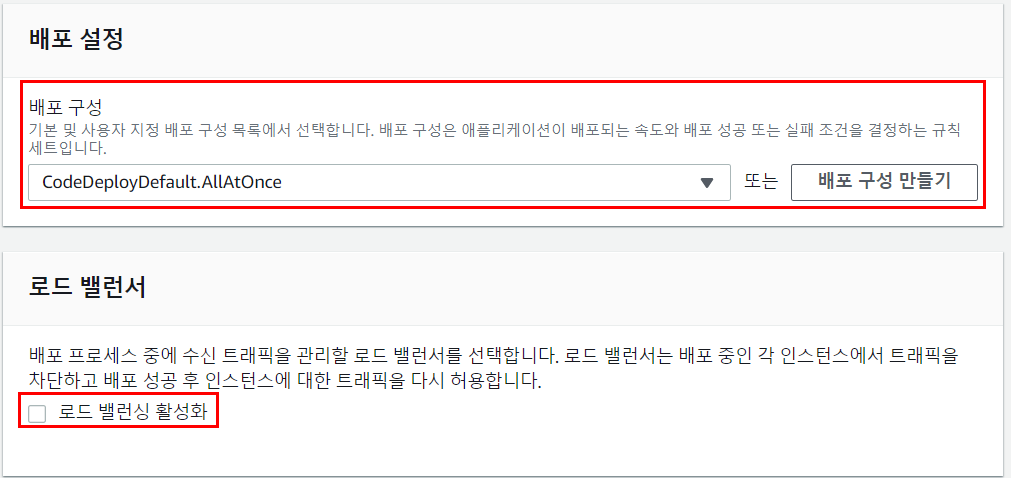 배포 설정
배포 구성
기본 및 사용자 지정 배포 구성 목록에서 선택합니다. 배포 구성은 애플리케이션이 배포되는 속도와 배포 성공 또는 실패 조건을 결정하는 규칙
세트입니다.
CodeDeployDefault.AllAtOnce 또는 배포 구성 만들기
로드 밸런서
배포 프로세스 중에 수신 트래픽을 관리할 로드 밸런서를 선택합니다. 로드 밸런서는 배포 중인 각 인스턴스에서 트래픽을
차단하고 배포 성공 후 인스턴스에 대한 트래픽을 다시 허용합니다.
로드 밸런싱 활성화